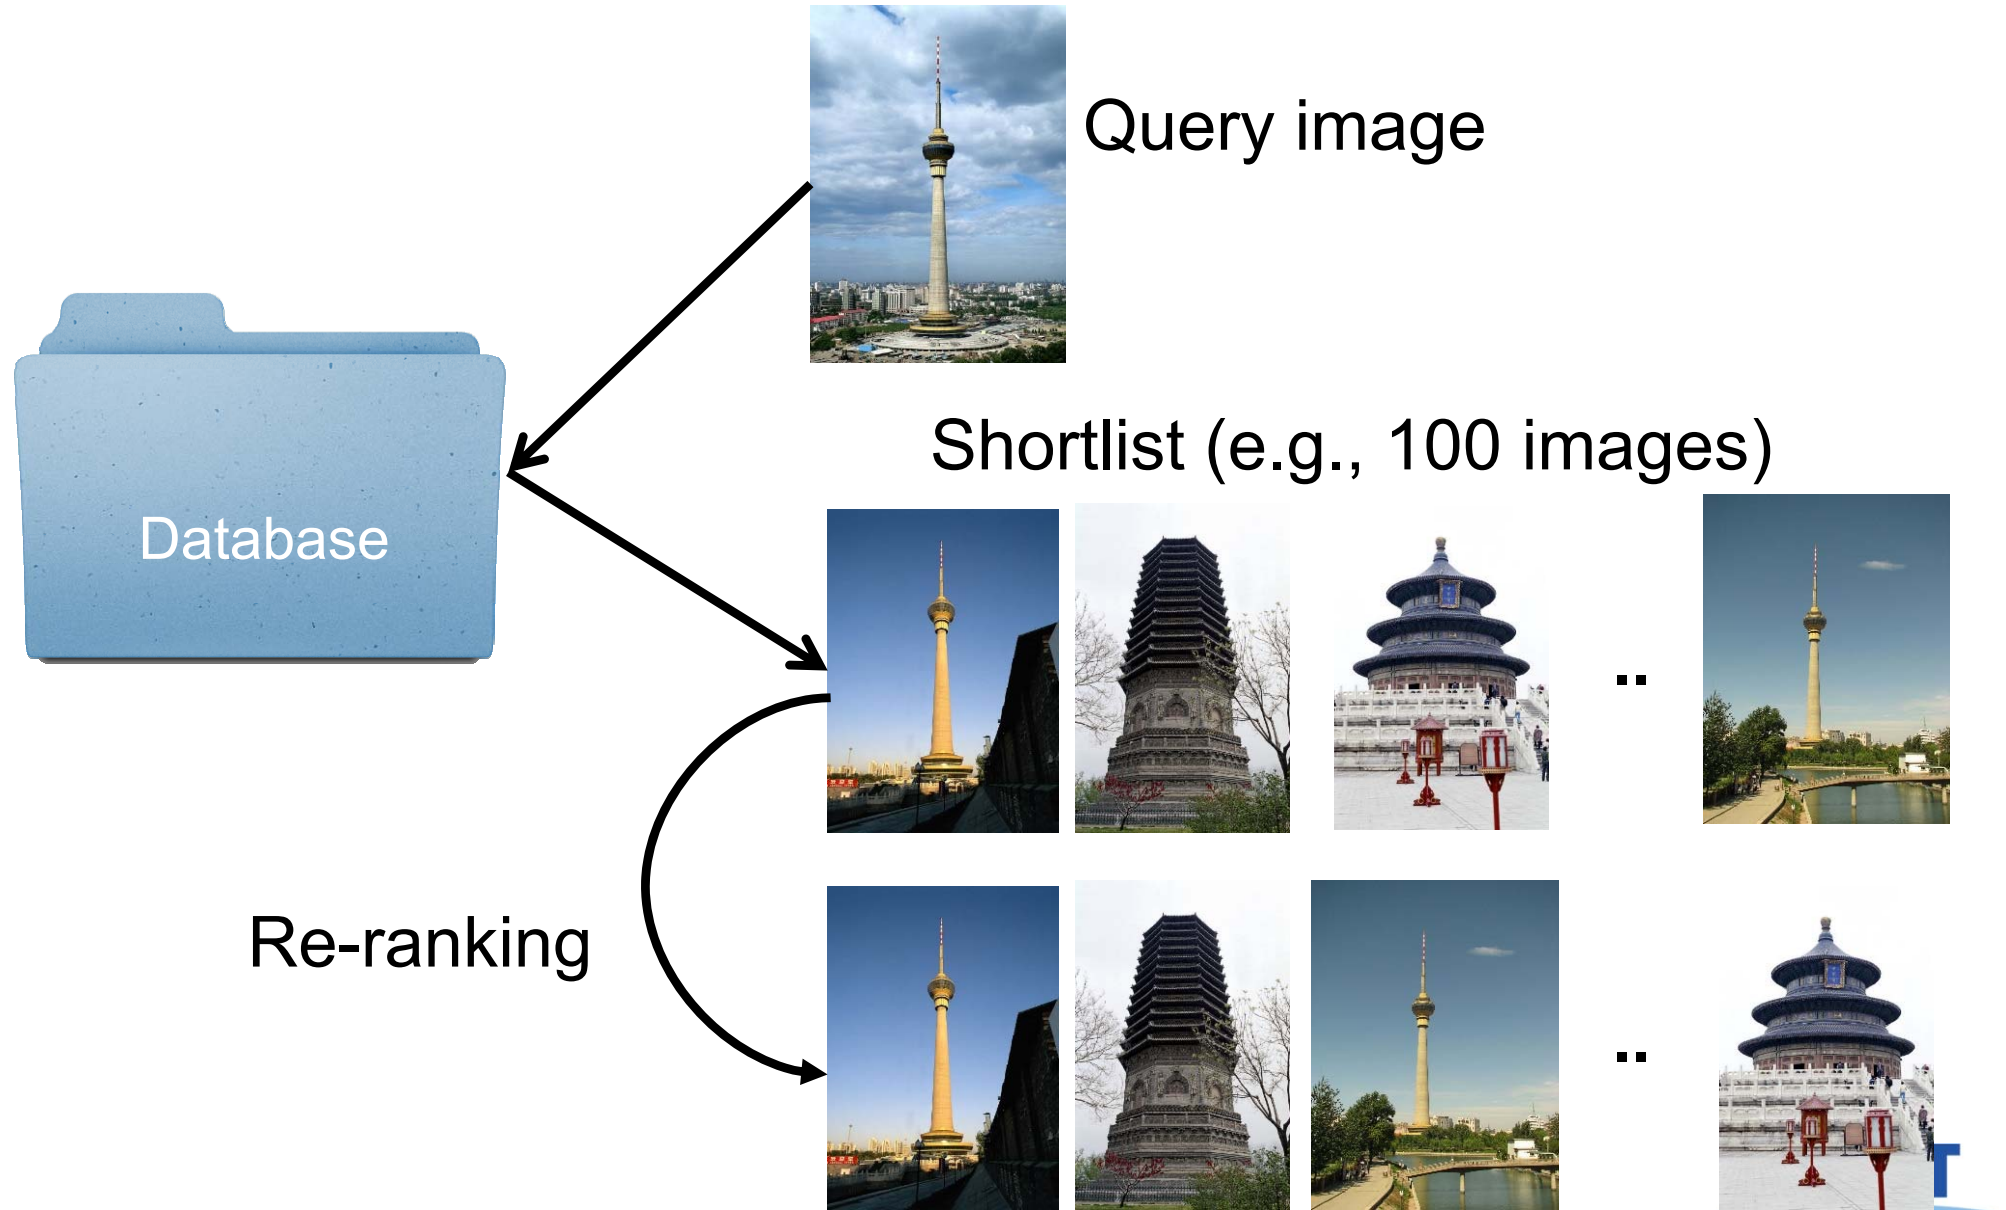 Query image
Shortlist (e.g., 100 images)
Database
..
Re-ranking
..
T